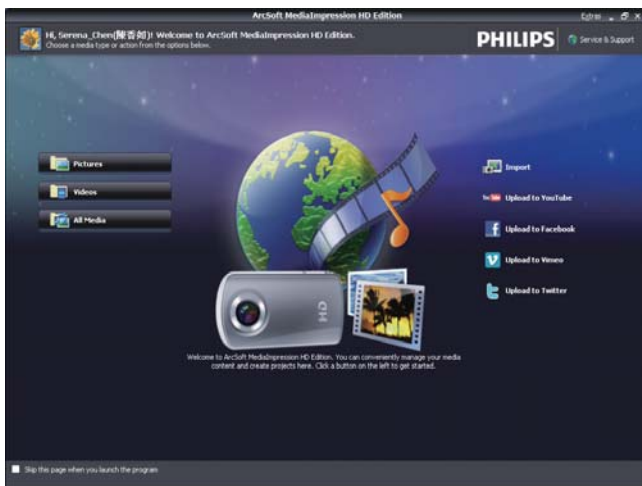 ArcSoft MediaImpression HD Edition
Extras
Hi, Serena_Chen(陳香如)! Welcome to ArcSoft MediaImpression HD Edition.
Choose a media type or action from the options below.
PHILIPS
Service & Support
Pictures
Videos
All Media
Import
Upload to YouTube
Upload to Facebook
Upload to Vimeo
Upload to Twitter
HD
Welcome to ArcSoft MediaImpression HD Edition. You can conveniently manage your media
content and create projects here. Click a button on the left to get started.
Skip this page when you launch the program